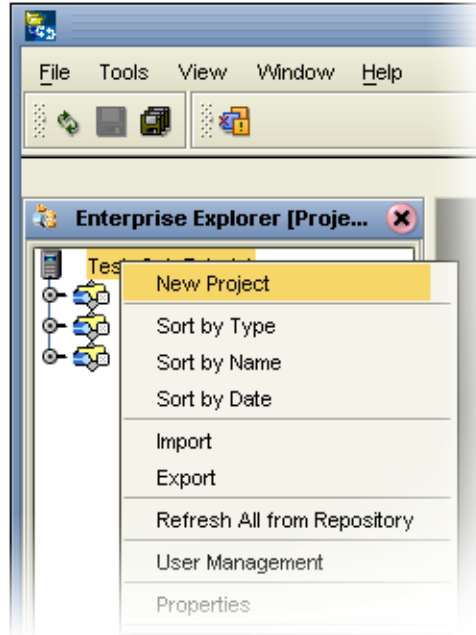 File Tools View Window Help
Enterprise Explorer [Proje...
New Project
Sort by Type
Sort by Name
Sort by Date
Import
Export
Refresh All from Repository
User Management
Properties